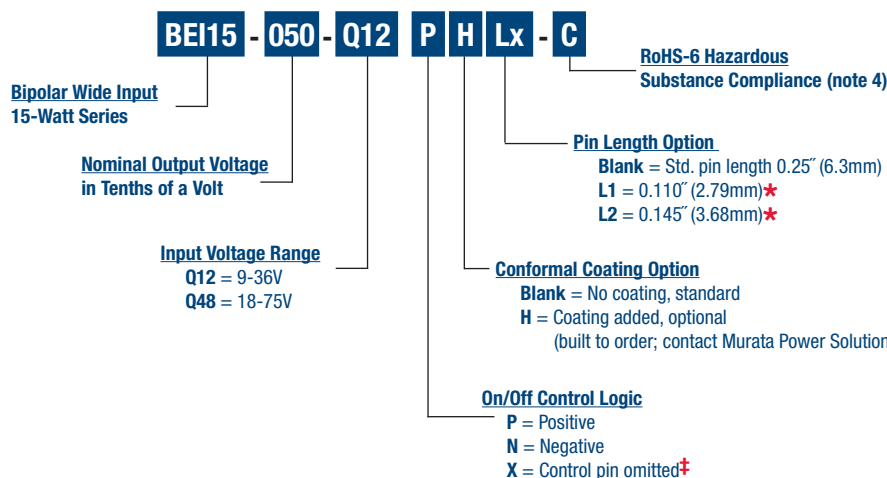 BEI15 - 050 - Q12 P H Lx - C
RoHS-6 Hazardous
Substance Compliance (note 4)
Bipolar Wide Input
15-Watt Series
Pin Length Option
Blank = Std. pin length 0.25˝ (6.3mm)
L1 = 0.110˝ (2.79mm)*
L2 = 0.145˝ (3.68mm)*
Nominal Output Voltage
in Tenths of a Volt
Input Voltage Range
Q12 = 9-36V
Q48 = 18-75V
Conformal Coating Option
Blank = No coating, standard
H = Coating added, optional
(built to order; contact Murata Power Solution
On/Off Control Logic
P = Positive
N = Negative
X = Control pin omitted‡